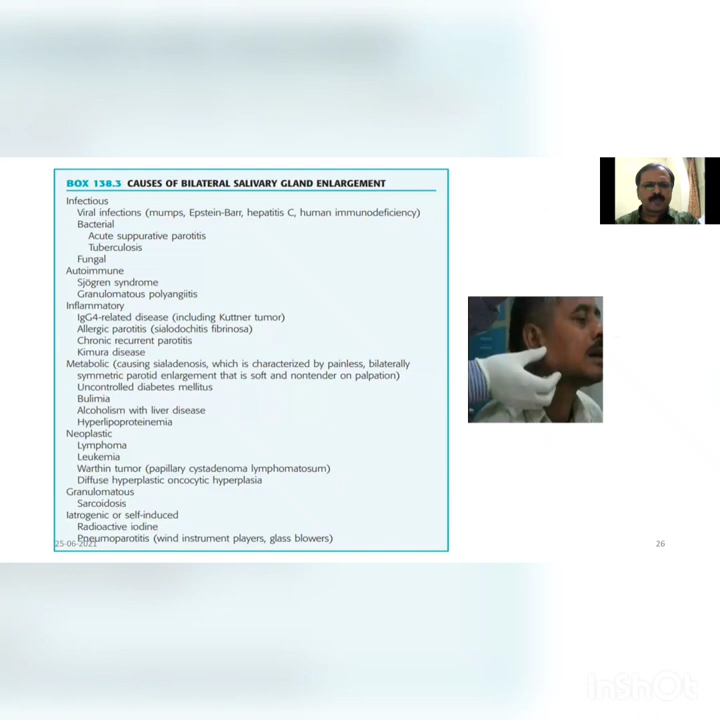 BOX 138.3 CAUSES OF BILATERAL SALIVARY GLAND ENLARGEMENT
Infectious
Viral infections (mumps, Epstein-Barr, hepatitis C, human immunodeficiency)
Bacterial
Acute suppurative parotitis
Tuberculosis
Fungal
Autoimmune
Sjögren syndrome
Granulomatous polyangiitis
Inflammatory
IgG4-related disease (including Kuttner tumor)
Allergic parotitis (sialodochitis fibrinosa)
Chronic recurrent parotitis
Kimura disease
Metabolic (causing sialadenosis, which is characterized by painless, bilaterally
symmetric parotid enlargement that is soft and nontender on palpation)
Uncontrolled diabetes mellitus
Bulimia
Alcoholism with liver disease
Hyperlipoproteinemia
Neoplastic
Lymphoma
Leukemia
Warthin tumor (papillary cystadenoma lymphomatosum)
Diffuse hyperplastic oncocytic hyperplasia
Granulomatous
Sarcoidosis
Iatrogenic or self-induced
Radioactive iodine
Pneumoparotitis (wind instrument players, glass blowers)
25-06-2021
26
InShOt